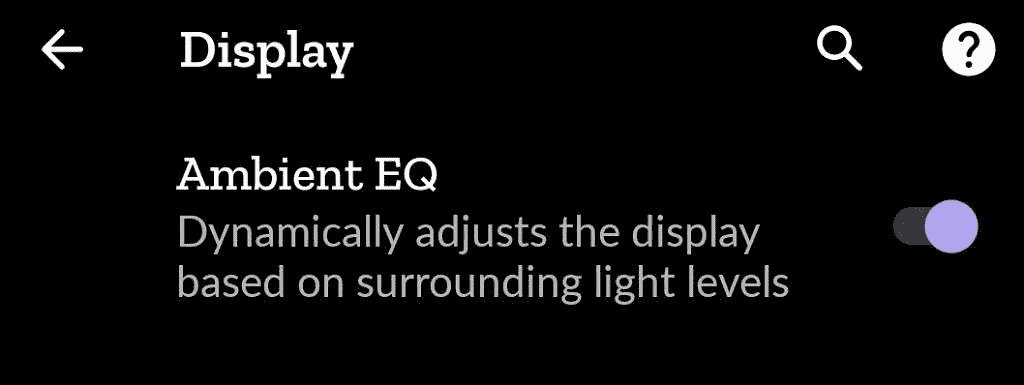 Display
Ambient EQ
Dynamically adjusts the display
based on surrounding light levels